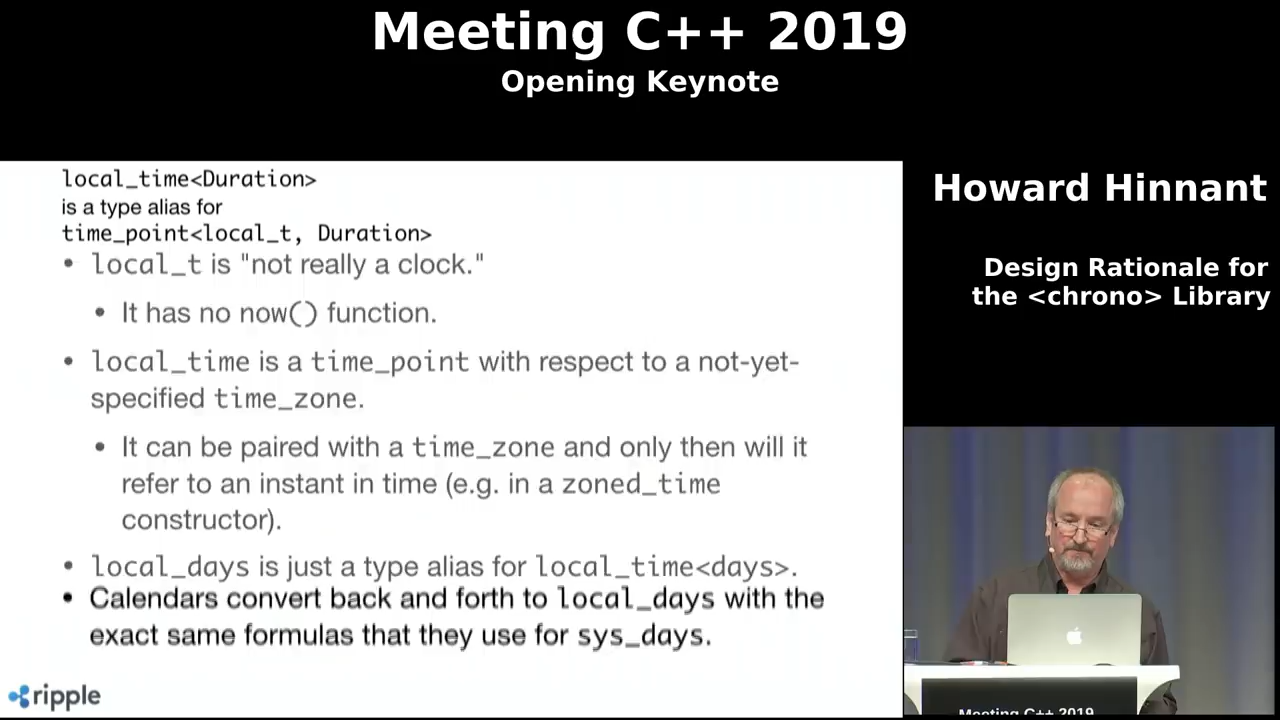 Meeting C++ 2019
Opening Keynote
local_time<Duration>
is a type alias for
time_point<local_t, Duration>
• local_t is "not really a clock."
• It has no now() function.
• local_time is a time_point with respect to a not-yet-
specified time_zone.
• It can be paired with a time_zone and only then will it
refer to an instant in time (e.g. in a zoned_time
constructor).
• local_days is just a type alias for local_time<days>.
• Calendars convert back and forth to local_days with the
exact same formulas that they use for sys_days.
ripple
Howard Hinnant
Design Rationale for
the <chrono> Library
Meeting C++ 2019